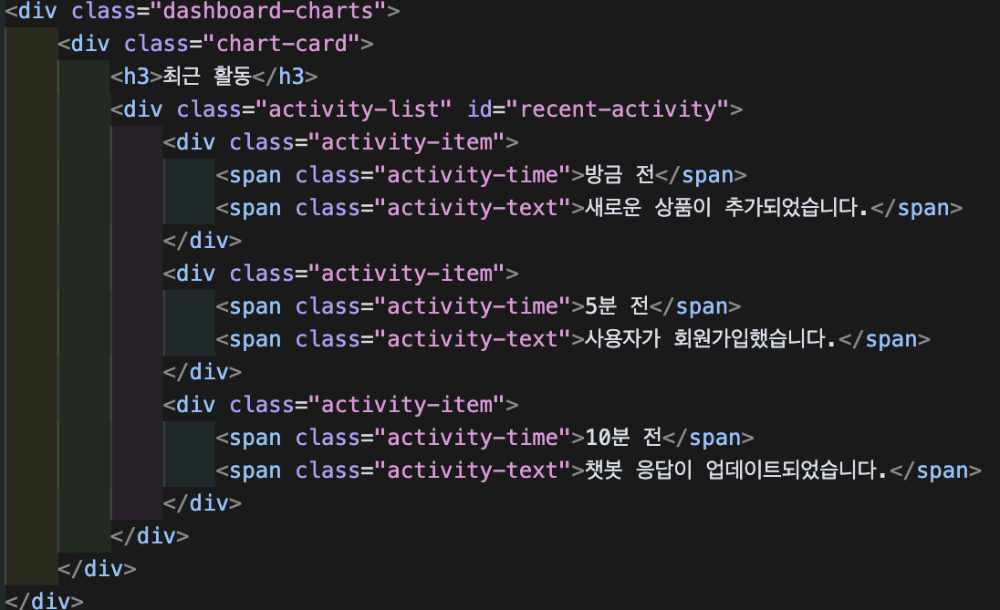 <div class="dashboard-charts">
<div class="chart-card">
<h3>최근 활동</h3>
<div class="activity-list" id="recent-activity">
<div class="activity-item">
<span class="activity-time">방금 전</span>
<span class="activity-text">새로운 상품이 추가되었습니다.</span>
</div>
<div class="activity-item">
<span class="activity-time">5분 전</span>
<span class="activity-text">사용자가 회원가입했습니다.</span>
</div>
<div class="activity-item">
<span class="activity-time">10분 전</span>
<span class="activity-text">챗봇 응답이 업데이트되었습니다.</span>
</div>
</div>
</div>
</div>